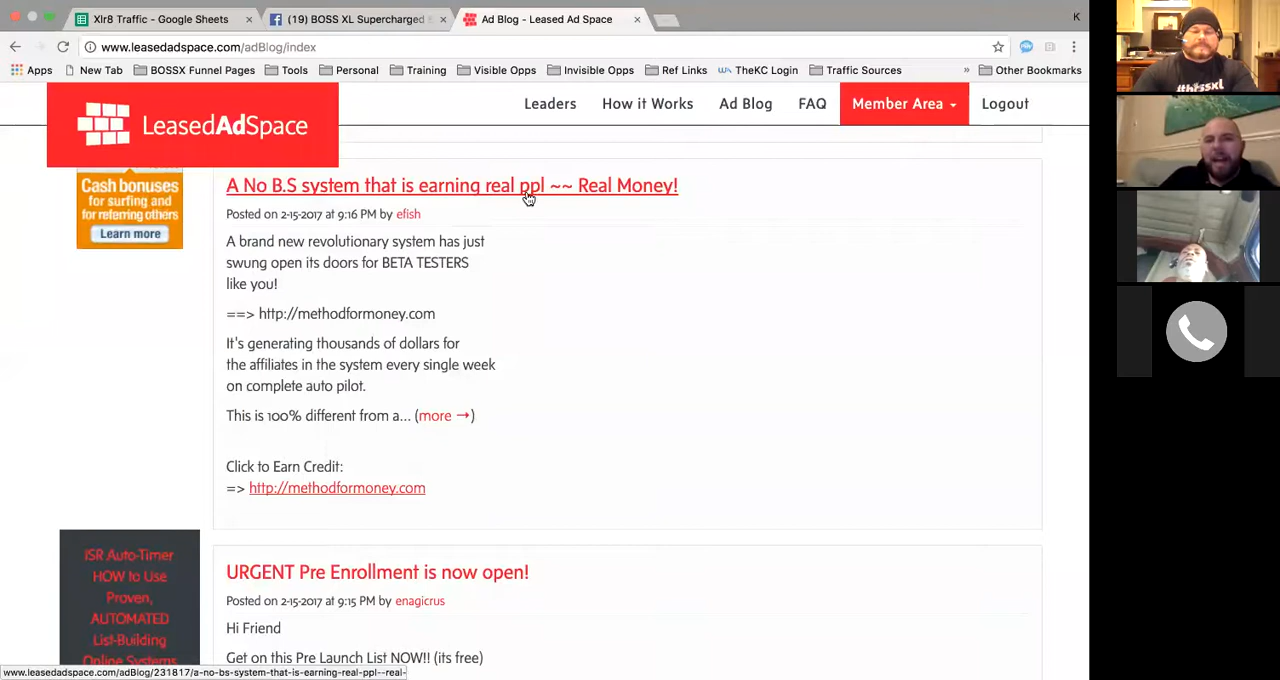 Xlr8 Traffic - Google Sheets
(19) BOSS XL Supercharged
Ad Blog - Leased Ad Space
K
www.leasedadspace.com/adBlog/index
Apps
New Tab
BOSSX Funnel Pages
Tools
Personal
Training
Visible Opps
Invisible Opps
Ref Links
TheKC Login
Traffic Sources
»
Other Bookmarks
LeasedAdSpace
Leaders
How it Works
Ad Blog
FAQ
Member Area
Logout
Cash bonuses
for surfing and
for referring others
Learn more
A No B.S system that is earning real ppl ~~ Real Money!
Posted on 2-15-2017 at 9:16 PM by efish
A brand new revolutionary system has just
swung open its doors for BETA TESTERS
like you!
==> http://methodformoney.com
It's generating thousands of dollars for
the affiliates in the system every single week
on complete auto pilot.
This is 100% different from a... (more →)
Click to Earn Credit:
=> http://methodformoney.com
iSR Auto-Timer
HOW to Use
Proven,
AUTOMATED
List-Building
Online Systems
URGENT Pre Enrollment is now open!
Posted on 2-15-2017 at 9:15 PM by enagicrus
Hi Friend
Get on this Pre Launch List NOW!! (its free)
www.leasedadspace.com/adBlog/231817/a-no-bs-system-that-is-earning-real-ppl--real-